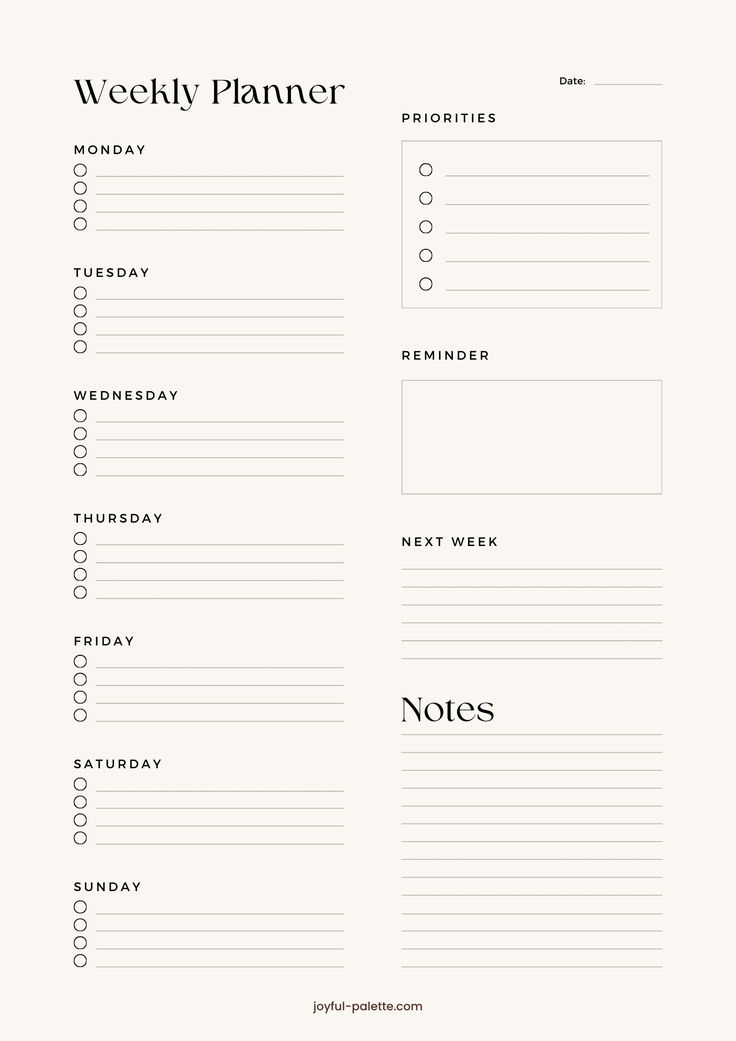 Weekly Planner
Date:
MONDAY
TUESDAY
WEDNESDAY
THURSDAY
FRIDAY
SATURDAY
SUNDAY
PRIORITIES
REMINDER
NEXT WEEK
Notes
joyful-palette.com